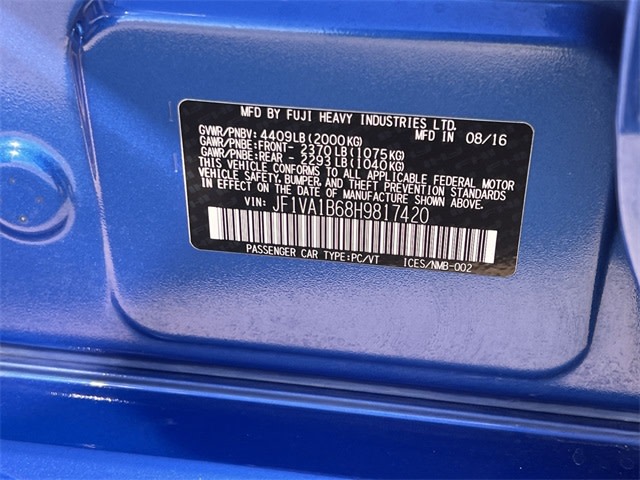 MFD BY FUJI HEAVY INDUSTRIES LTD.
GVWR/PNBV: 4409LB(2000KG) MFD IN 08/16
GAWR/PNBE:FRONT- 2370LB(1075KG)
GAWR/PNBE:REAR - 2293LB(1040KG)
THIS VEHICLE CONFORMS TO ALL APPLICABLE FEDERAL MOTOR
VEHICLE SAFETY, BUMPER, AND THEFT PREVENTION STANDARDS
IN EFFECT ON THE DATE OF MANUFACTURE SHOWN ABOVE.
VIN: JF1VA1B68H9817420
PASSENGER CAR TYPE:PC/VT ICES/NMB-002